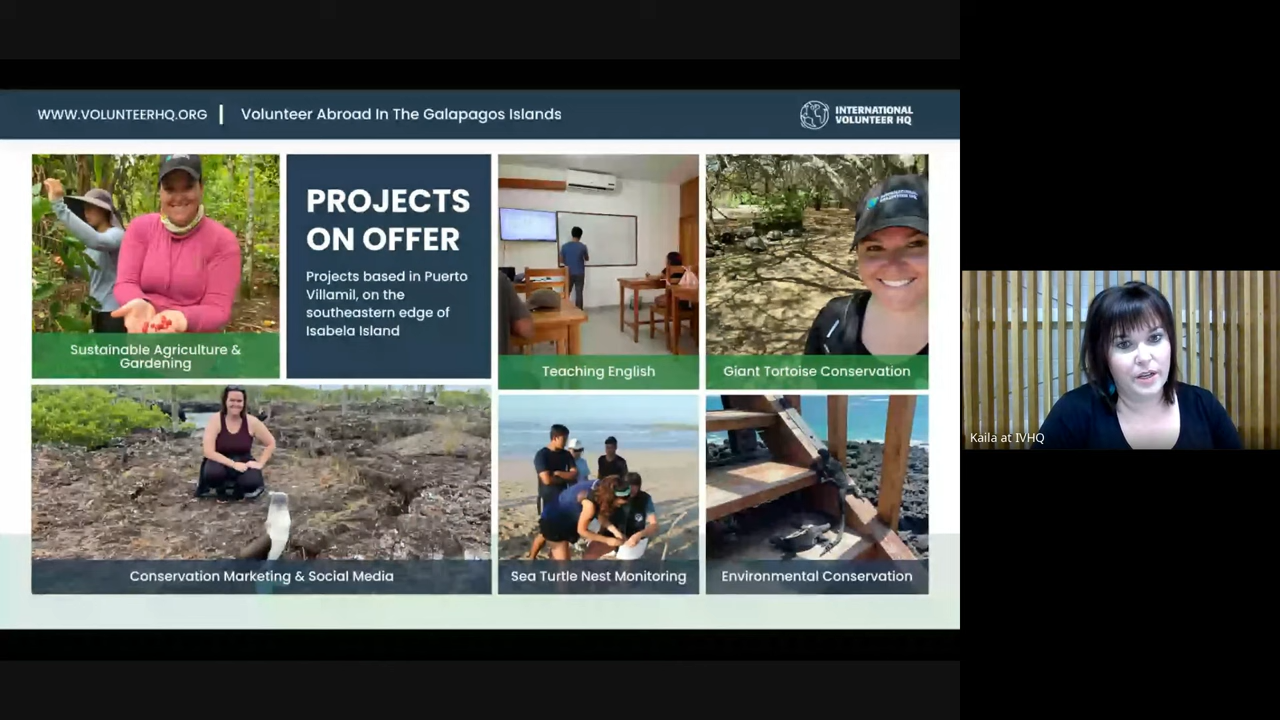 WWW.VOLUNTEERHQ.ORG | Volunteer Abroad In The Galapagos Islands
INTERNATIONAL
VOLUNTEER HQ
PROJECTS
ON OFFER
Projects based in Puerto
Villamil, on the
southeastern edge of
Isabela Island
Sustainable Agriculture &
Gardening
Teaching English
Giant Tortoise Conservation
Conservation Marketing & Social Media
Sea Turtle Nest Monitoring
Environmental Conservation
Kaila at IVHQ